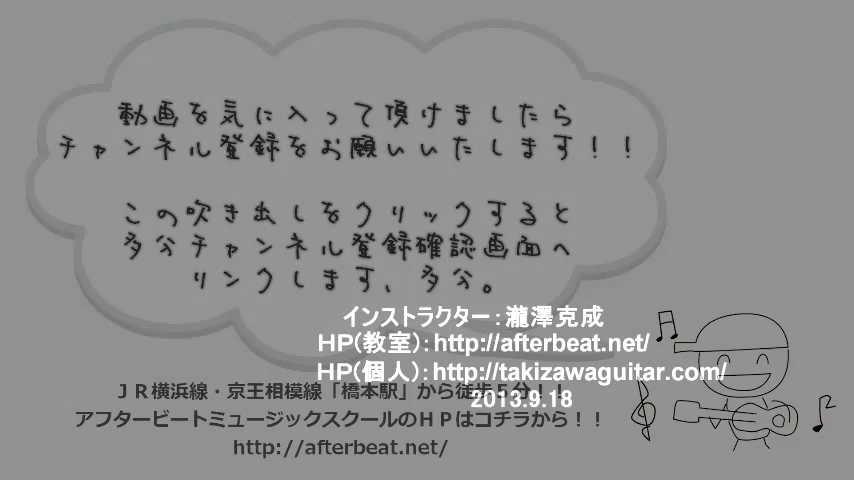 動画を気に入って頂けましたら
チャンネル登録をお願いいたします！！
この吹き出しをクリックすると
多分チャンネル登録確認画面へ
リンクします、多分。
インストラクター：瀧澤克成
HP(教室)：http://afterbeat.net/
HP(個人)：http://takizawaguitar.com/
ＪＲ横浜線・京王相模線「橋本駅」から徒歩５分！！
2013.9.18
アフタービートミュージックスクールのＨＰはコチラから！！
http://afterbeat.net/